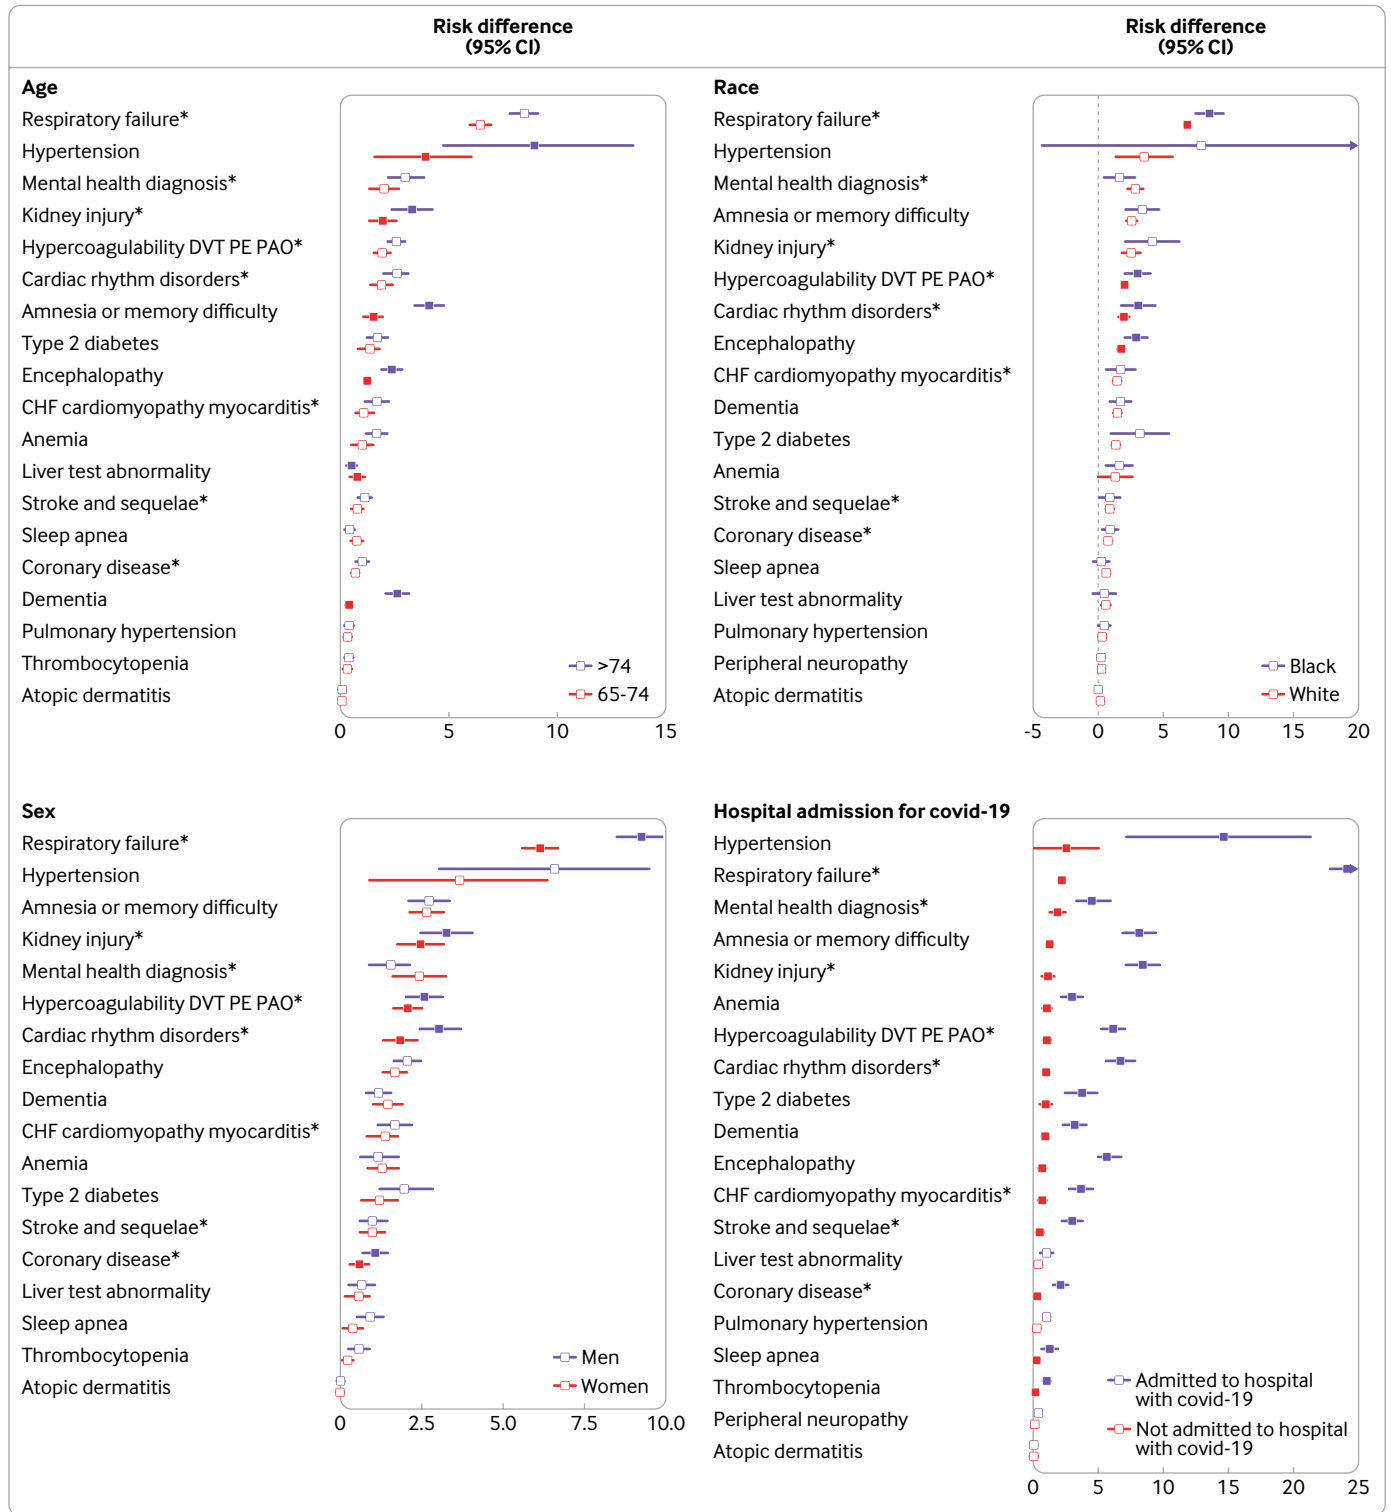 Risk difference
(95% CI)
Risk difference
(95% CI)
Age
Respiratory failure*
Hypertension
Mental health diagnosis*
Kidney injury*
Hypercoagulability DVT PE PAO*
Cardiac rhythm disorders*
Amnesia or memory difficulty
Type 2 diabetes
Encephalopathy
CHF cardiomyopathy myocarditis*
Anemia
Liver test abnormality
Stroke and sequelae*
Sleep apnea
Coronary disease*
Dementia
Pulmonary hypertension
Thrombocytopenia
Atopic dermatitis
>74
65-74
0 5 10 15
Race
Respiratory failure*
Hypertension
Mental health diagnosis*
Amnesia or memory difficulty
Kidney injury*
Hypercoagulability DVT PE PAO*
Cardiac rhythm disorders*
Encephalopathy
CHF cardiomyopathy myocarditis*
Dementia
Type 2 diabetes
Anemia
Stroke and sequelae*
Coronary disease*
Sleep apnea
Liver test abnormality
Pulmonary hypertension
Peripheral neuropathy
Atopic dermatitis
Black
White
-5 0 5 10 15 20
Sex
Respiratory failure*
Hypertension
Amnesia or memory difficulty
Kidney injury*
Mental health diagnosis*
Hypercoagulability DVT PE PAO*
Cardiac rhythm disorders*
Encephalopathy
Dementia
CHF cardiomyopathy myocarditis*
Anemia
Type 2 diabetes
Stroke and sequelae*
Coronary disease*
Liver test abnormality
Sleep apnea
Thrombocytopenia
Atopic dermatitis
Men
Women
0 2.5 5.0 7.5 10.0
Hospital admission for covid-19
Hypertension
Respiratory failure*
Mental health diagnosis*
Amnesia or memory difficulty
Kidney injury*
Anemia
Hypercoagulability DVT PE PAO*
Cardiac rhythm disorders*
Type 2 diabetes
Dementia
Encephalopathy
CHF cardiomyopathy myocarditis*
Stroke and sequelae*
Liver test abnormality
Coronary disease*
Pulmonary hypertension
Sleep apnea
Thrombocytopenia
Peripheral neuropathy
Atopic dermatitis
Admitted to hospital
with covid-19
Not admitted to hospital
with covid-19
0 5 10 15 20 25